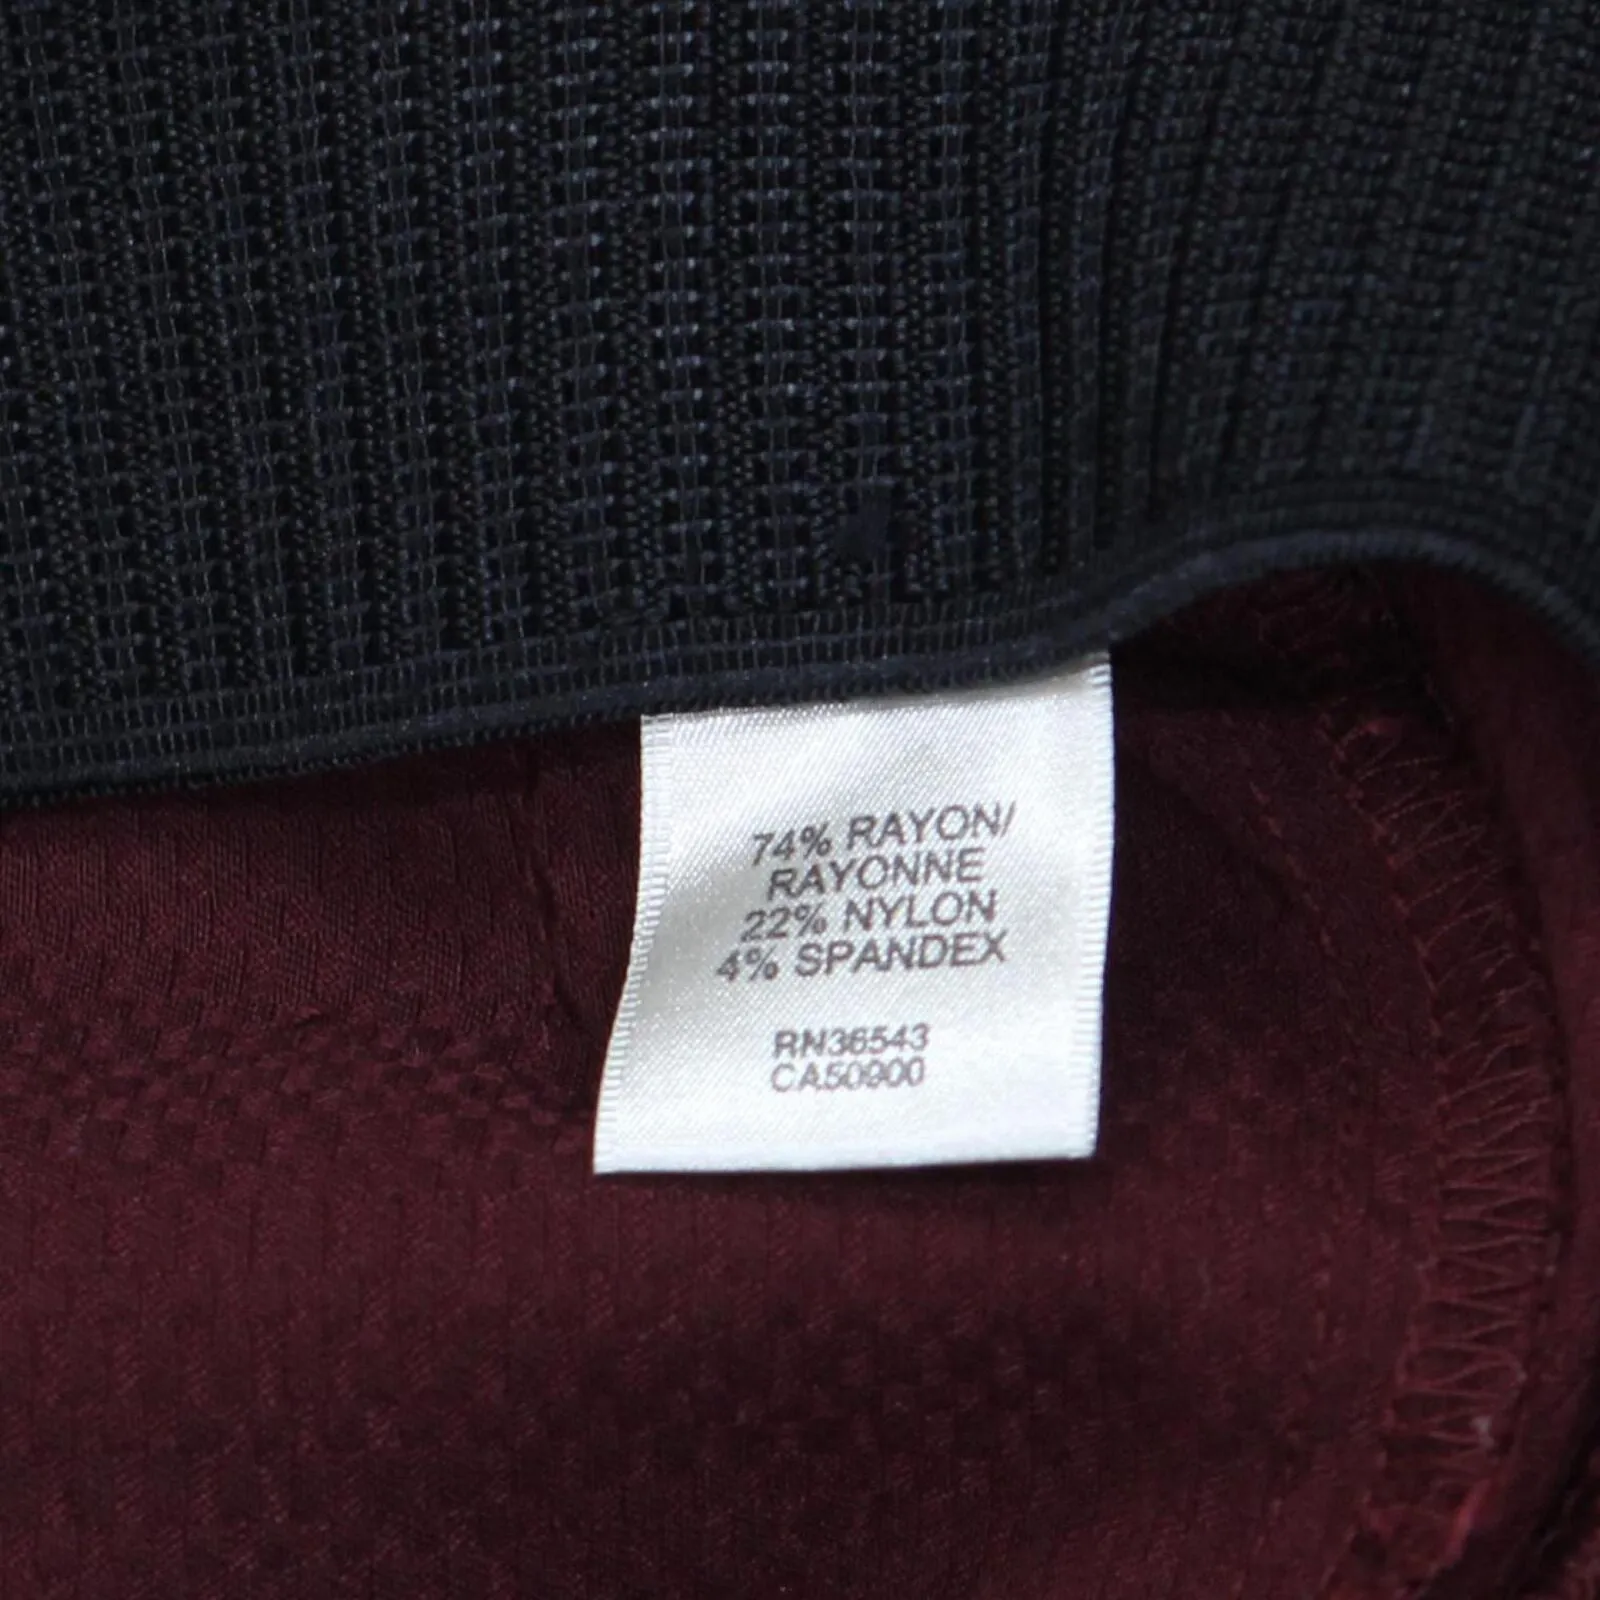 74% RAYON/
RAYONNE
22% NYLON
4% SPANDEX
RN36543
CA50900